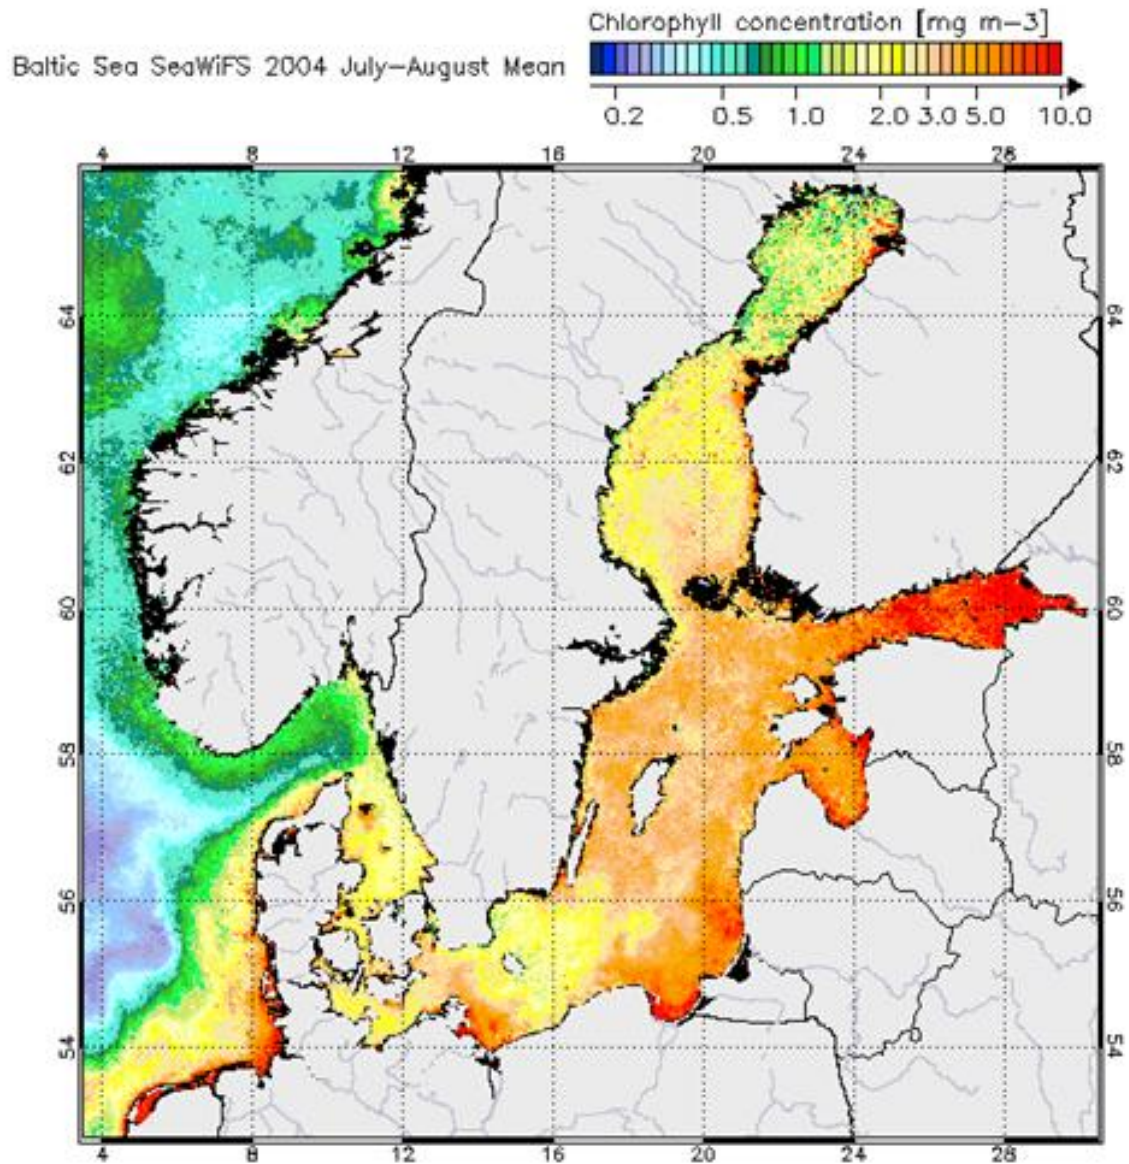 Chlorophyll concentration [mg m-3]
Baltic Sea SeaWiFS 2004 July-August Mean
0.2 0.5 1.0 2.0 3.0 5.0 10.0
4 8 12 16 20 24 28
64 64
62 62
60 60
58 58
56 56
54 54
4 8 12 16 20 24 28